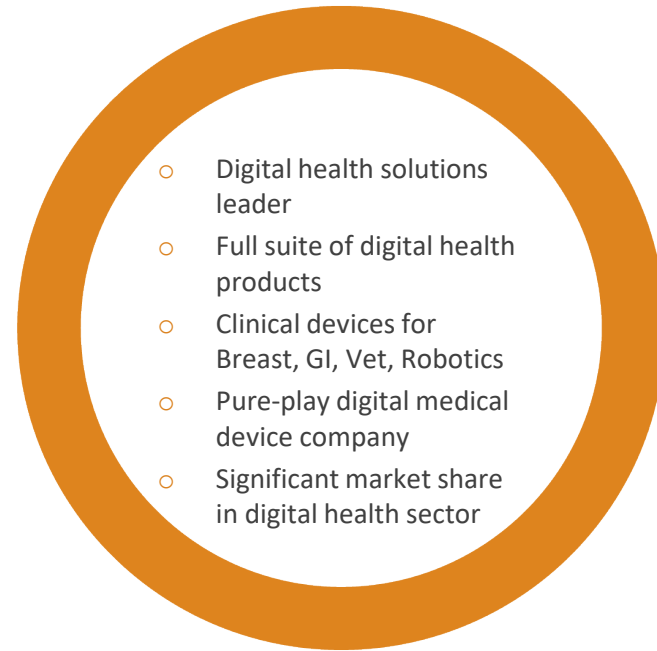 ○ Digital health solutions
leader
○ Full suite of digital health
products
○ Clinical devices for
Breast, GI, Vet, Robotics
○ Pure-play digital medical
device company
○ Significant market share
in digital health sector